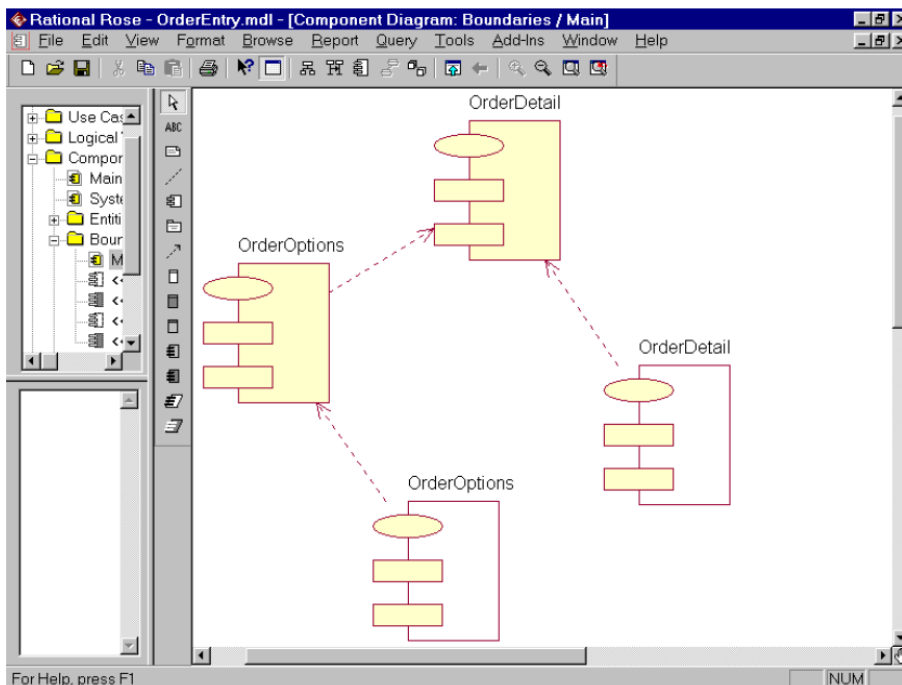 Rational Rose - OrderEntry.mdl - [Component Diagram: Boundaries / Main]
File Edit View Format Browse Report Query Tools Add-Ins Window Help
ABC
Use Cas
Logical
Compor
Main
Syste
Entiti
Bour
M
<
<
<
<
OrderDetail
OrderOptions
OrderDetail
OrderOptions
For Help, press F1
NUM